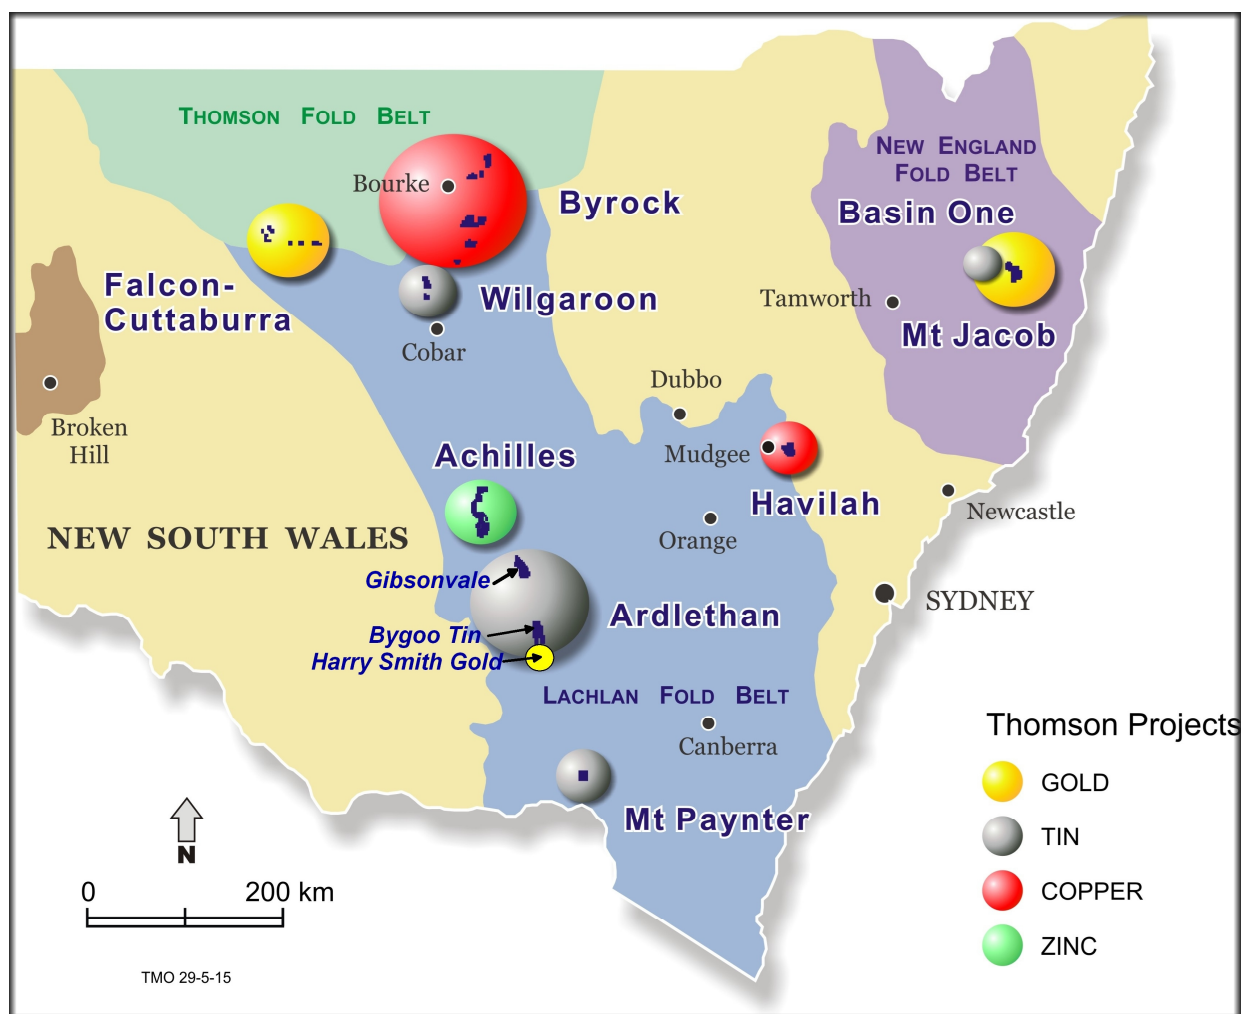 THOMSON FOLD BELT
NEW ENGLAND
FOLD BELT
Bourke
Byrock
Basin One
Falcon-
Cuttaburra
Wilgaroon
Tamworth
Mt Jacob
Cobar
Dubbo
Broken
Hill
Achilles
Mudgee
Havilah
NEW SOUTH WALES
Orange
Newcastle
Gibsonvale
Ardlethan
SYDNEY
Bygoo Tin
Harry Smith Gold
LACHLAN FOLD BELT
Canberra
Mt Paynter
Thomson Projects
GOLD
TIN
COPPER
ZINC
N
0 200 km
TMO 29-5-15